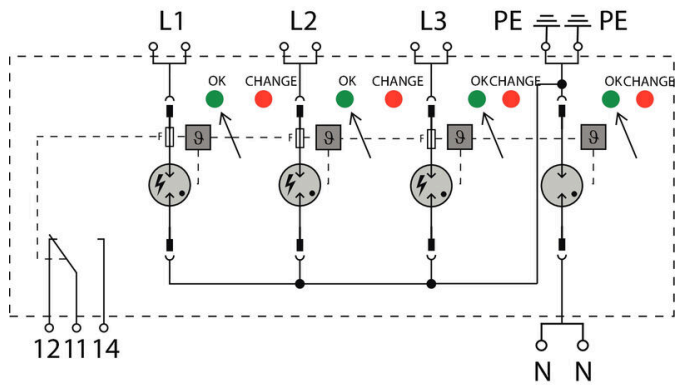 L1 L2 L3 PE PE
OK CHANGE OK CHANGE OK CHANGE OK CHANGE
F ϑ F ϑ F ϑ ϑ
12 11 14
N N